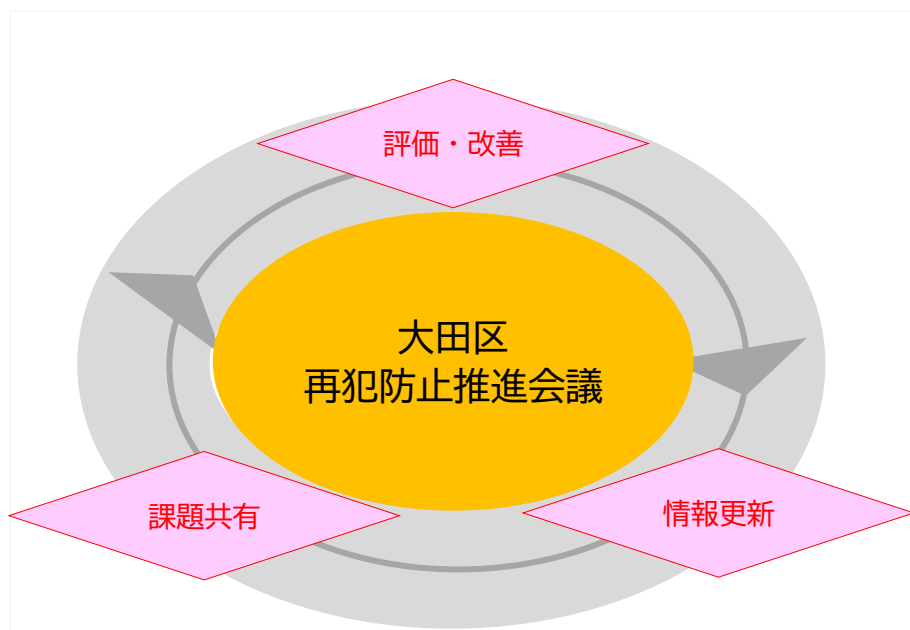 評価・改善
大田区
再犯防止推進会議
課題共有
情報更新